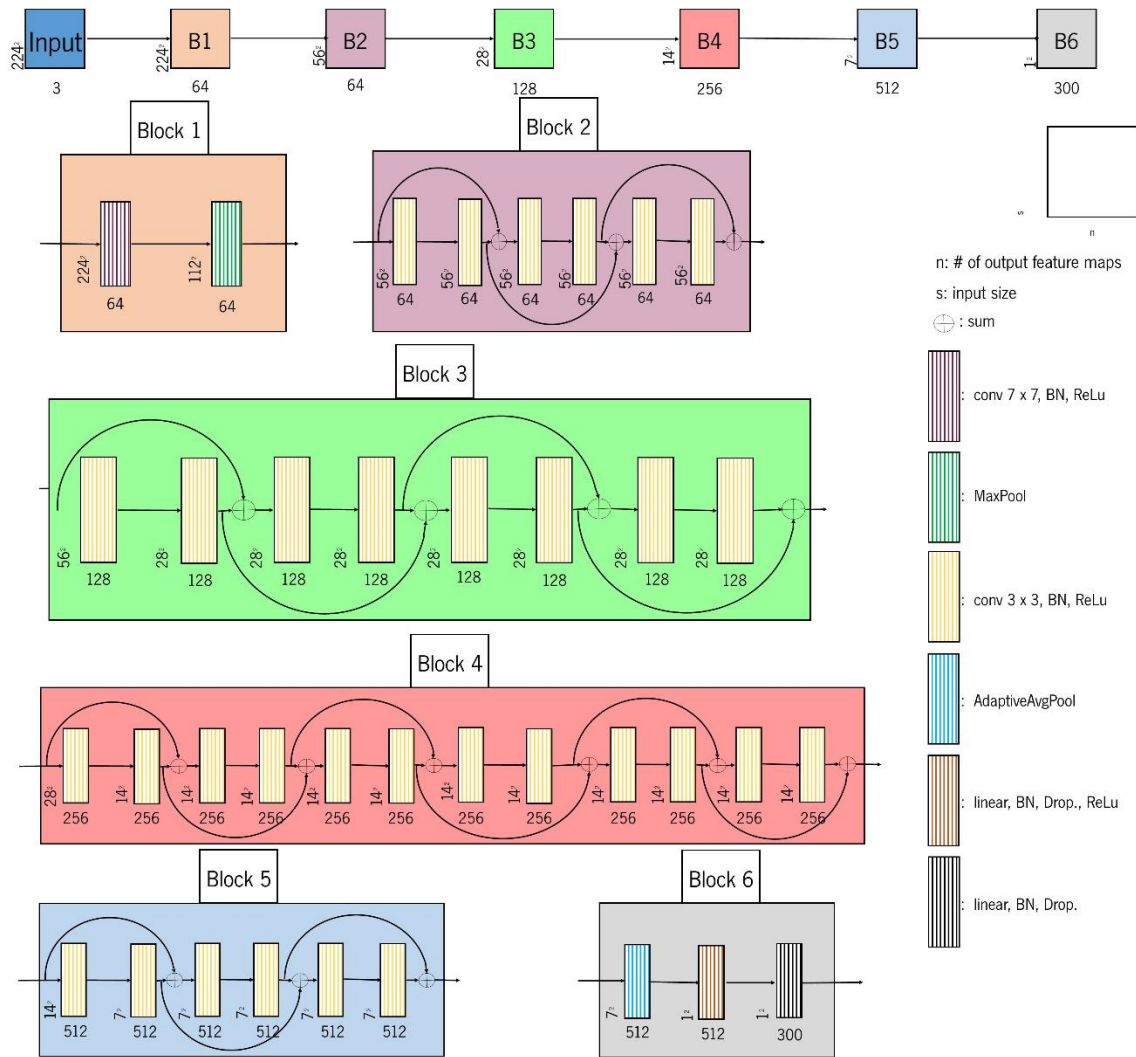 Input B1 B2 B3 B4 B5 B6
224² 224² 56² 28² 14² 7² 1²
3 64 64 128 256 512 300
Block 1
224² 112²
64 64
Block 2
56² 56² 56² 56² 56² 56²
64 64 64 64 64 64
s
n
n: # of output feature maps
s: input size
: sum
: conv 7 x 7, BN, ReLu
: MaxPool
: conv 3 x 3, BN, ReLu
: AdaptiveAvgPool
: linear, BN, Drop., ReLu
: linear, BN, Drop.
Block 3
56² 28² 28² 28² 28² 28² 28² 28²
128 128 128 128 128 128 128 128
Block 4
28² 14² 14² 14² 14² 14² 14² 14² 14² 14² 14² 14²
256 256 256 256 256 256 256 256 256 256 256 256
Block 5
14² 7² 7² 7² 7² 7²
512 512 512 512 512 512
Block 6
7² 1² 1²
512 512 300